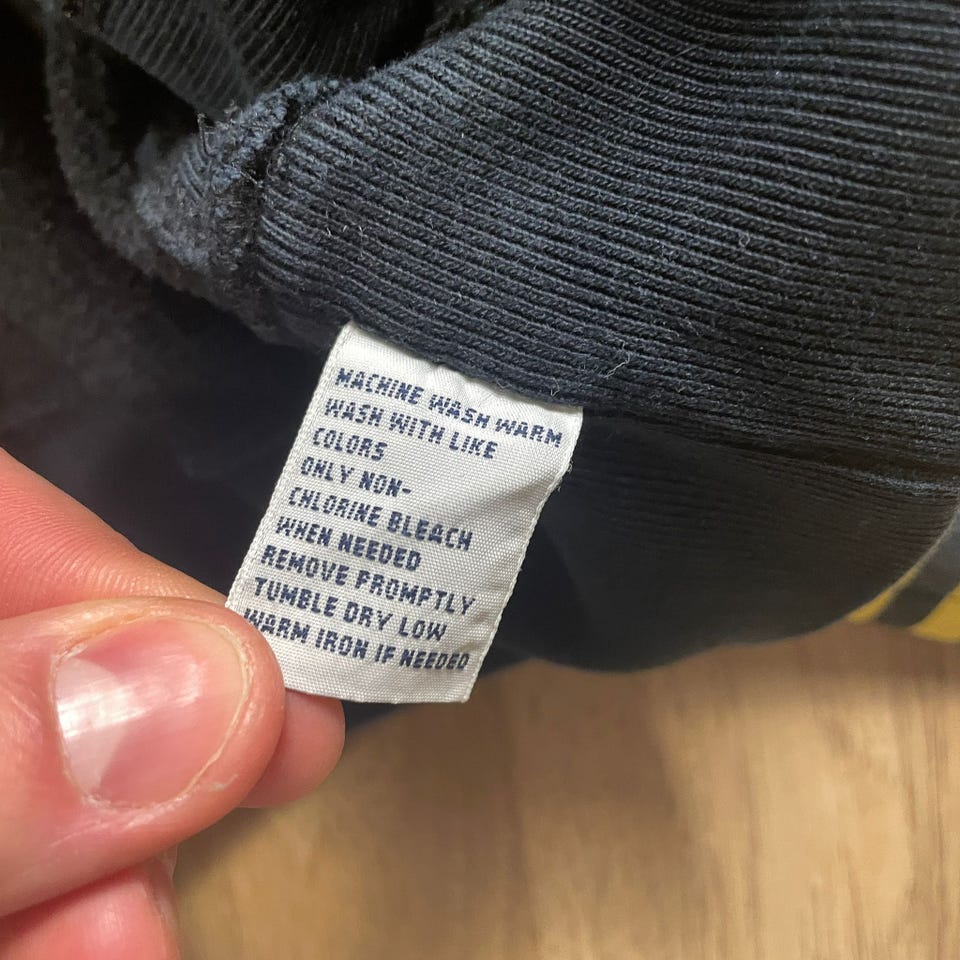 MACHINE WASH WARM
WASH WITH LIKE
COLORS
ONLY NON-
CHLORINE BLEACH
WHEN NEEDED
REMOVE PROMPTLY
TUMBLE DRY LOW
WARM IRON IF NEEDED